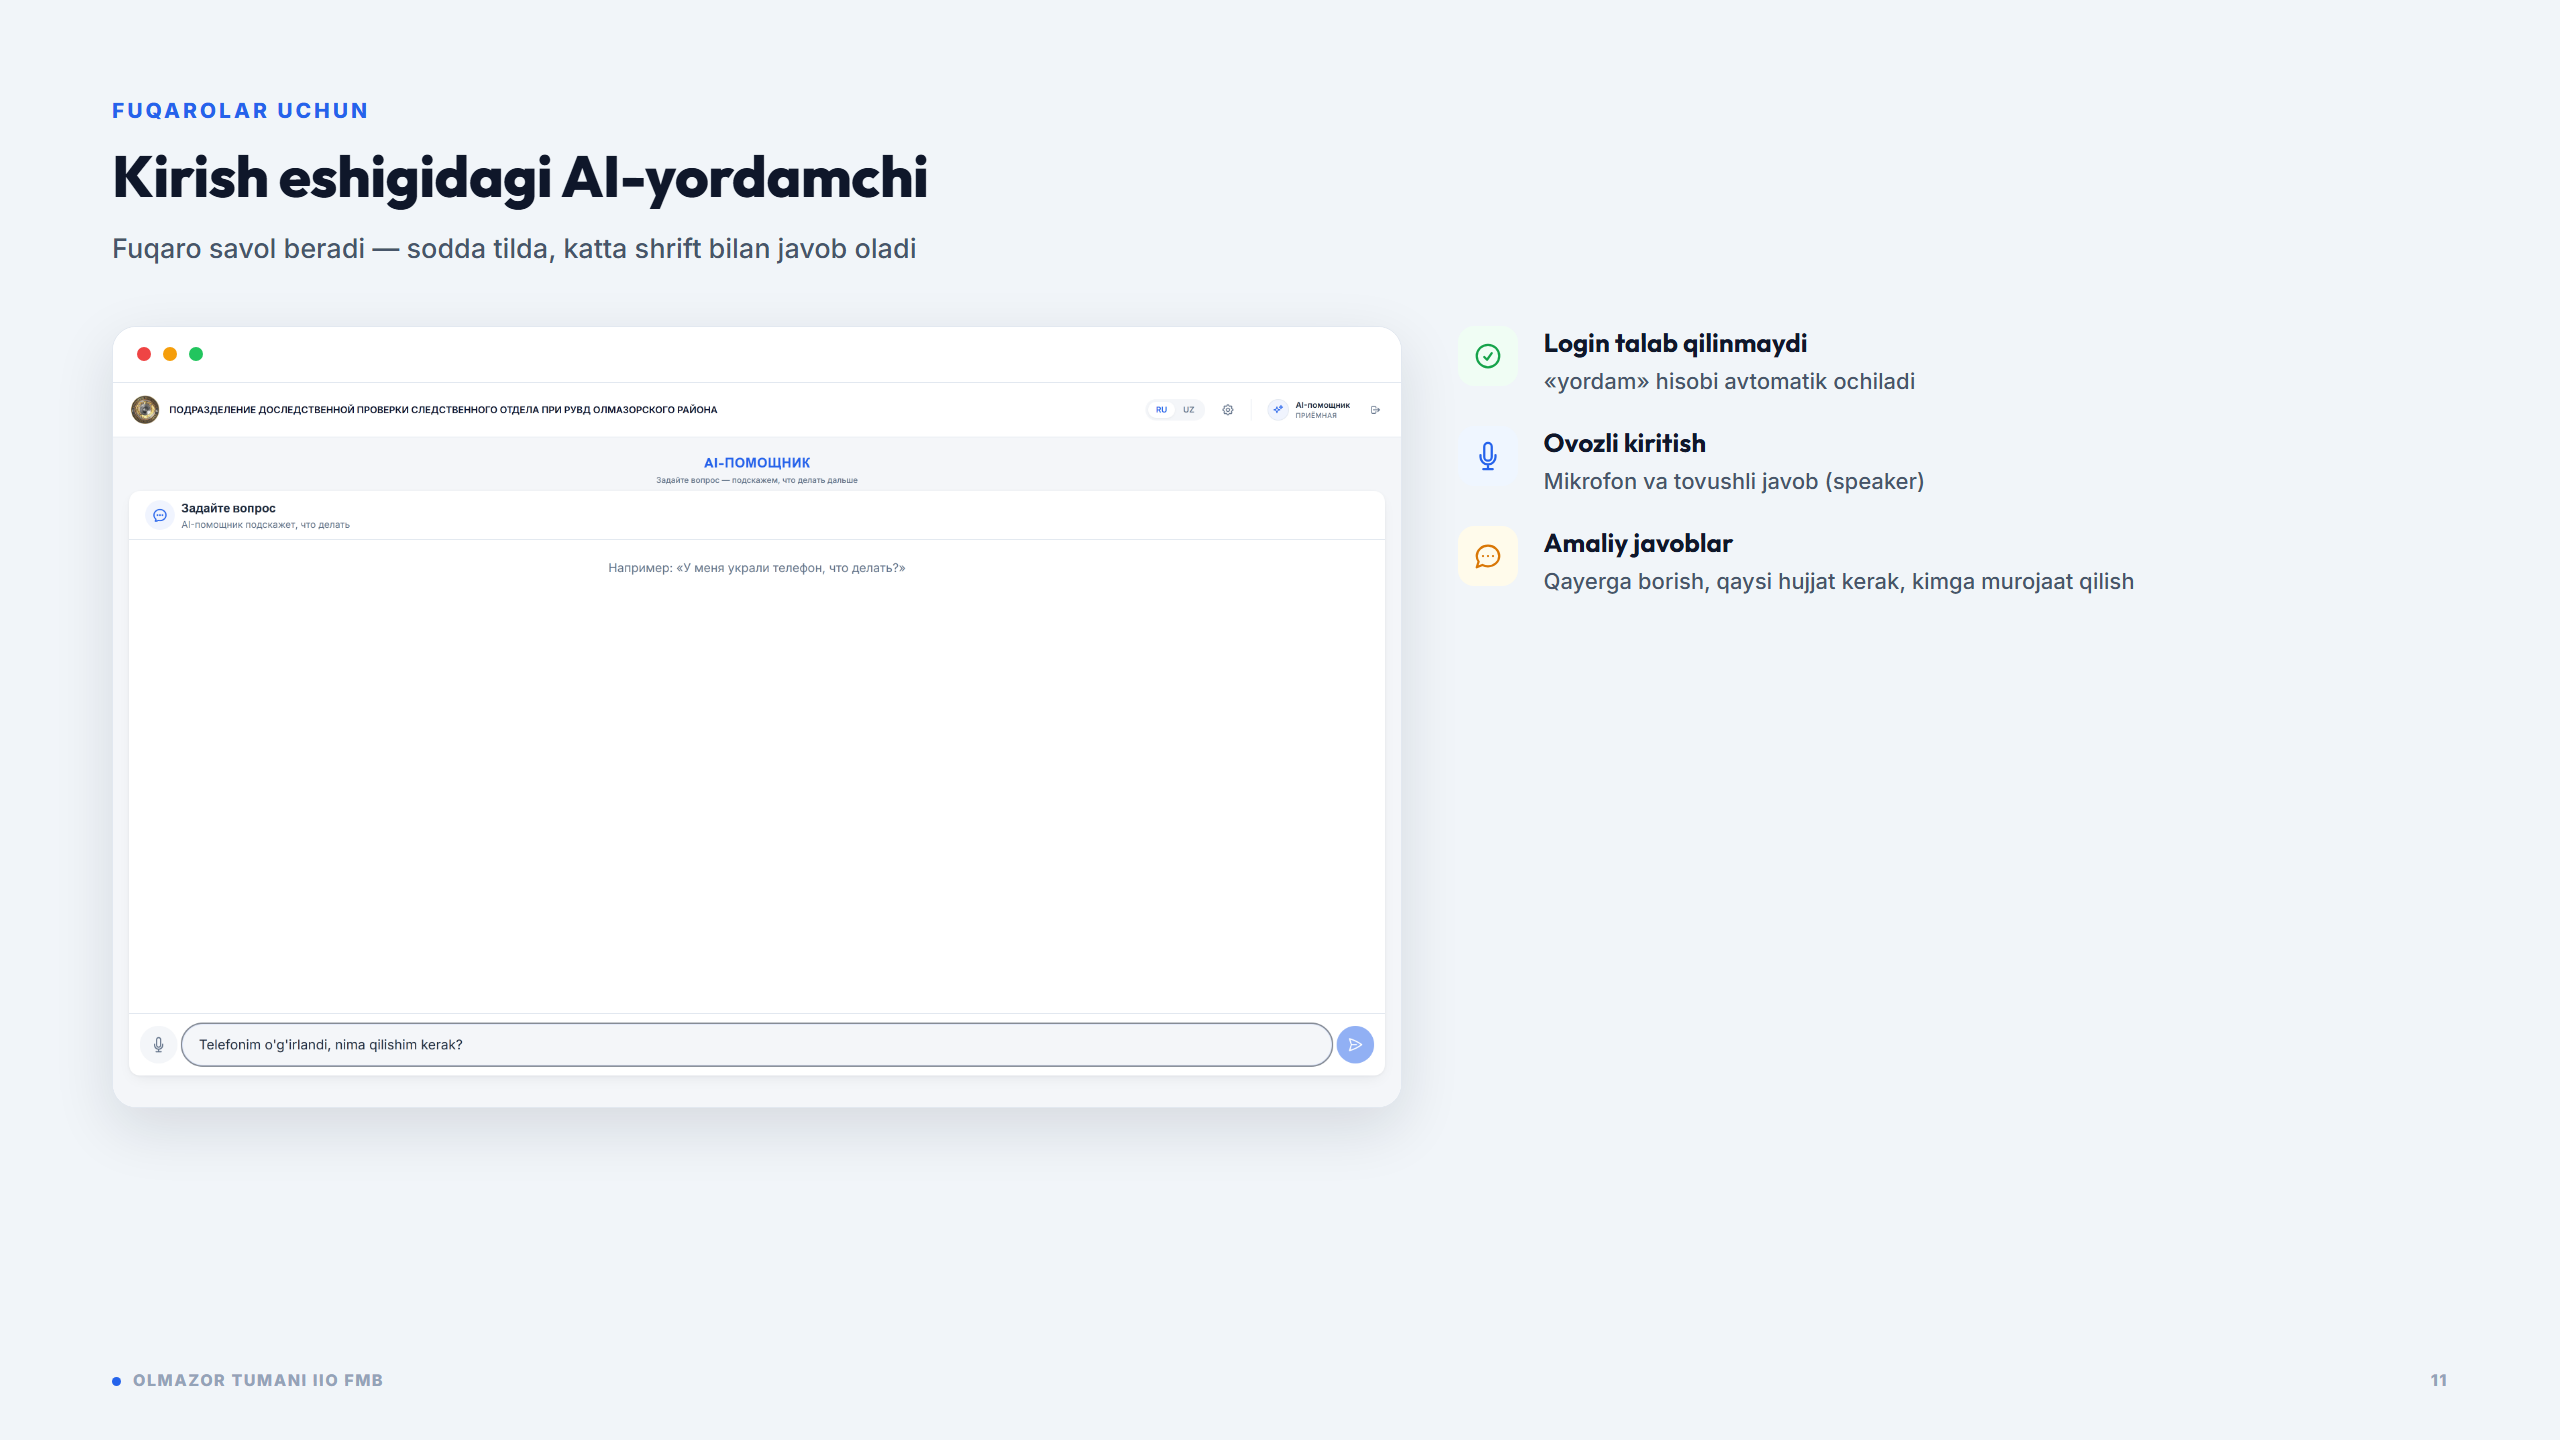 FUQAROLAR UCHUN
Kirish eshigidagi AI-yordamchi
Fuqaro savol beradi — sodda tilda, katta shrift bilan javob oladi
ПОДРАЗДЕЛЕНИЕ ДОСЛЕДСТВЕННОЙ ПРОВЕРКИ СЛЕДСТВЕННОГО ОТДЕЛА ПРИ РУВД ОЛМАЗОРСКОГО РАЙОНА
RU UZ
AI-помощник
ПРИЁМНАЯ
AI-ПОМОЩНИК
Задайте вопрос — подскажем, что делать дальше
Задайте вопрос
AI-помощник подскажет, что делать
Например: «У меня украли телефон, что делать?»
Telefonim o'g'irlandi, nima qilishim kerak?
Login talab qilinmaydi
«yordam» hisobi avtomatik ochiladi
Ovozli kiritish
Mikrofon va tovushli javob (speaker)
Amaliy javoblar
Qayerga borish, qaysi hujjat kerak, kimga murojaat qilish
OLMAZOR TUMANI IIO FMB
11